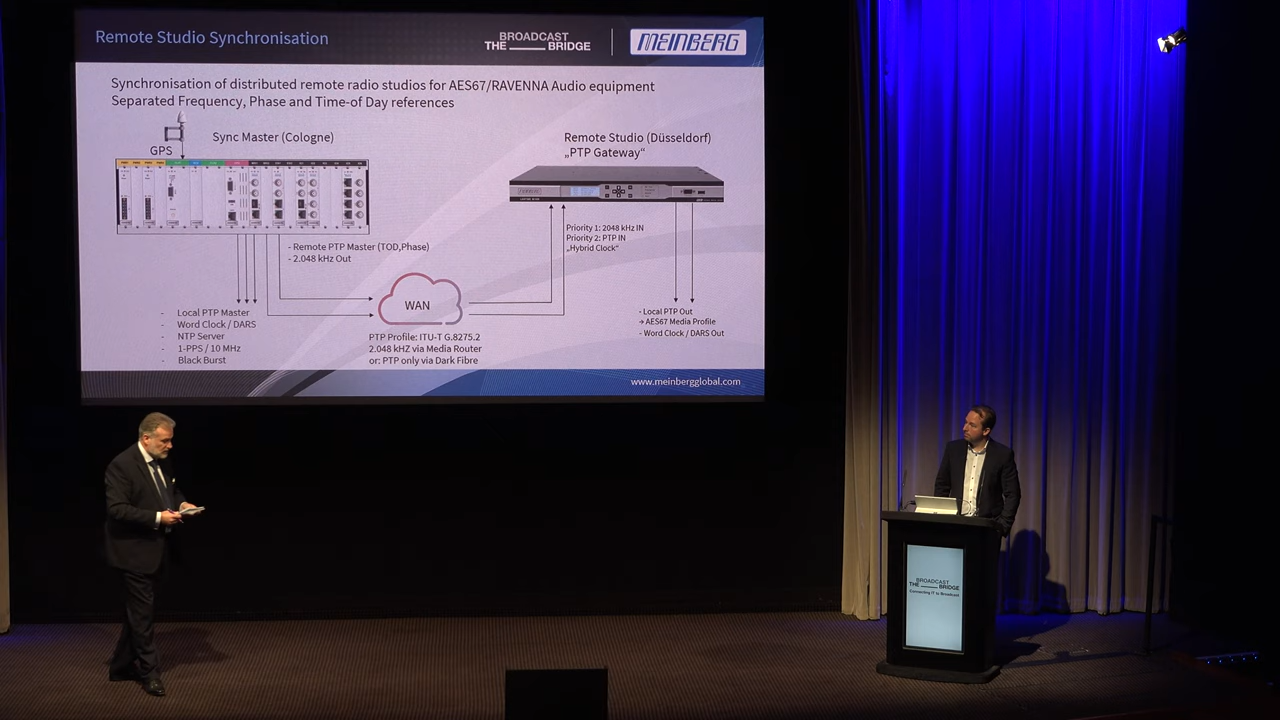 Remote Studio Synchronisation
BROADCAST
THE BRIDGE
MEINBERG
Synchronisation of distributed remote radio studios for AES67/RAVENNA Audio equipment
Separated Frequency, Phase and Time-of Day references
GPS
Sync Master (Cologne)
Remote Studio (Düsseldorf)
„PTP Gateway“
Priority 1: 2048 kHz IN
Priority 2: PTP IN
„Hybrid Clock“
- Remote PTP Master (TOD,Phase)
- 2.048 kHz Out
WAN
- Local PTP Master
- Word Clock / DARS
- NTP Server
- 1-PPS / 10 MHz
- Black Burst
PTP Profile: ITU-T G.8275.2
2.048 kHZ via Media Router
or: PTP only via Dark Fibre
- Local PTP Out
→ AES67 Media Profile
- Word Clock / DARS Out
www.meinbergglobal.com
BROADCAST
THE BRIDGE
Connecting IT to Broadcast